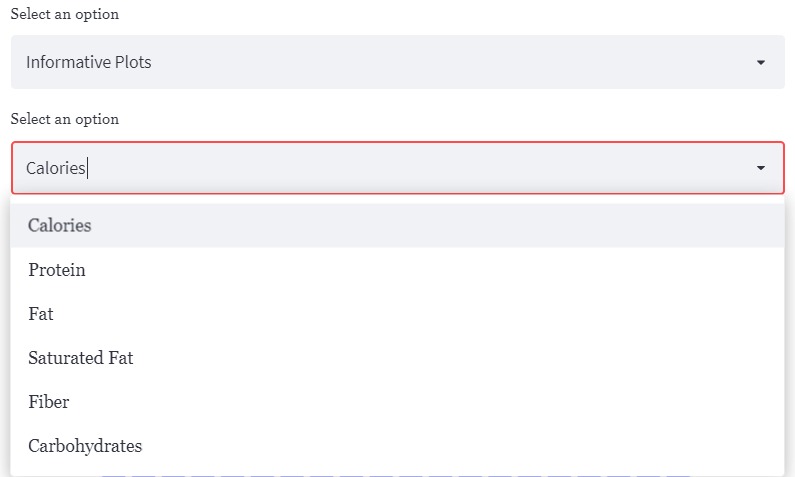 Select an option
Informative Plots
Select an option
Calories
Calories
Protein
Fat
Saturated Fat
Fiber
Carbohydrates